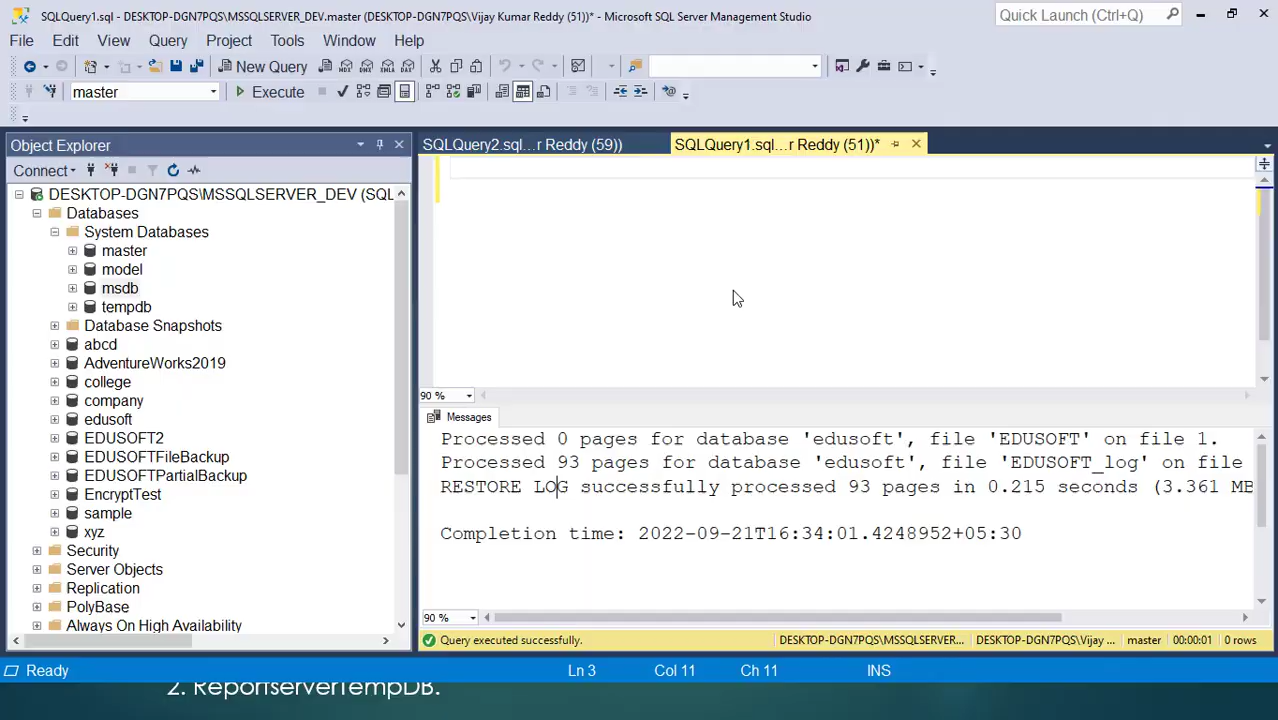 SQLQuery1.sql - DESKTOP-DGN7PQS\MSSQLSERVER_DEV.master (DESKTOP-DGN7PQS\Vijay Kumar Reddy (51))* - Microsoft SQL Server Management Studio
Quick Launch (Ctrl+Q)
File Edit View Query Project Tools Window Help
New Query
master Execute
Object Explorer
SQLQuery2.sql...r Reddy (59))
SQLQuery1.sql...r Reddy (51))*
Connect
DESKTOP-DGN7PQS\MSSQLSERVER_DEV (SQL
Databases
System Databases
master
model
msdb
tempdb
Database Snapshots
abcd
AdventureWorks2019
college
company
edusoft
EDUSOFT2
EDUSOFTFileBackup
EDUSOFTPartialBackup
EncryptTest
sample
xyz
Security
Server Objects
Replication
PolyBase
Always On High Availability
90 %
Messages
Processed 0 pages for database 'edusoft', file 'EDUSOFT' on file 1.
Processed 93 pages for database 'edusoft', file 'EDUSOFT_log' on file
RESTORE LOG successfully processed 93 pages in 0.215 seconds (3.361 MB
Completion time: 2022-09-21T16:34:01.4248952+05:30
90 %
Query executed successfully. DESKTOP-DGN7PQS\MSSQLSERVER... DESKTOP-DGN7PQS\Vijay ... master 00:00:01 0 rows
Ready Ln 3 Col 11 Ch 11 INS
2. ReportserverTempDB.